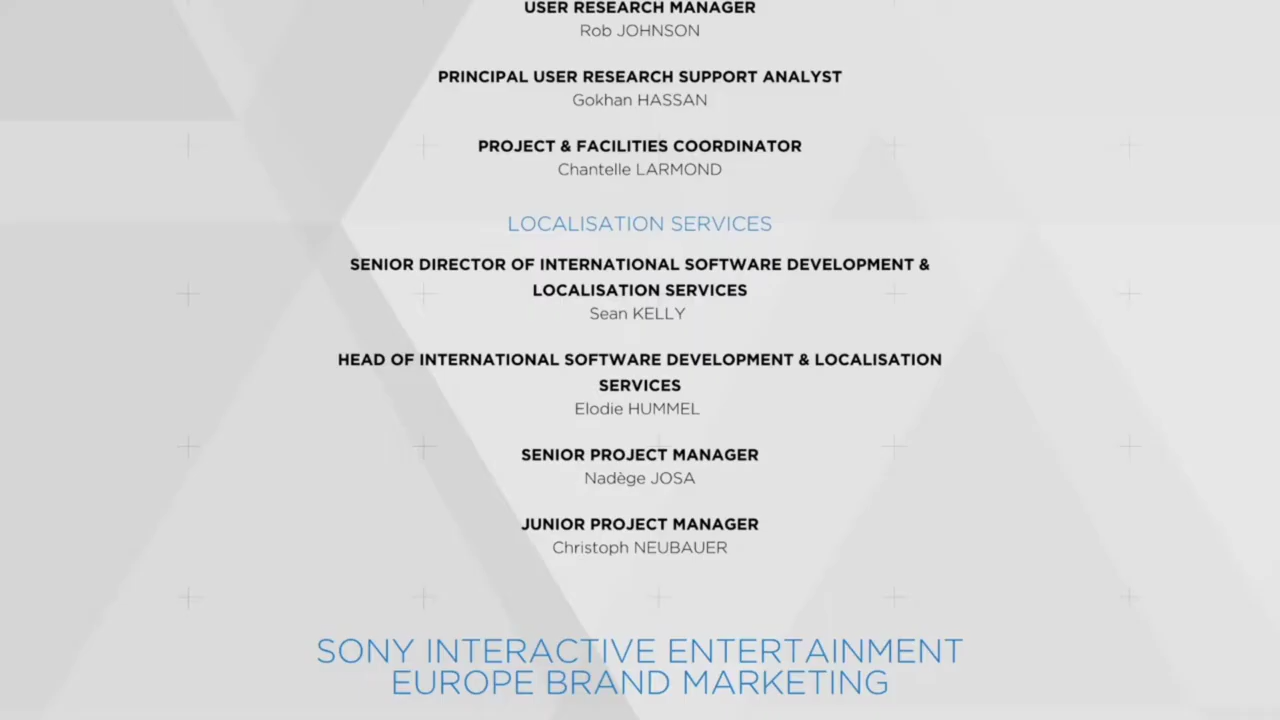 USER RESEARCH MANAGER
Rob JOHNSON
PRINCIPAL USER RESEARCH SUPPORT ANALYST
Gokhan HASSAN
PROJECT & FACILITIES COORDINATOR
Chantelle LARMOND
LOCALISATION SERVICES
SENIOR DIRECTOR OF INTERNATIONAL SOFTWARE DEVELOPMENT &
LOCALISATION SERVICES
Sean KELLY
HEAD OF INTERNATIONAL SOFTWARE DEVELOPMENT & LOCALISATION
SERVICES
Elodie HUMMEL
SENIOR PROJECT MANAGER
Nadège JOSA
JUNIOR PROJECT MANAGER
Christoph NEUBAUER
SONY INTERACTIVE ENTERTAINMENT
EUROPE BRAND MARKETING